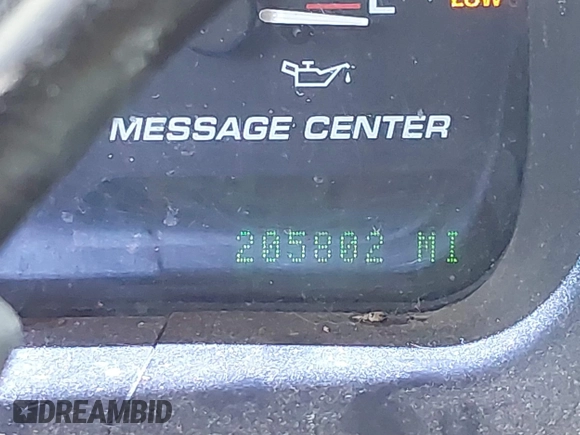 E
LOW
MESSAGE CENTER
205802 MI
DREAMBID